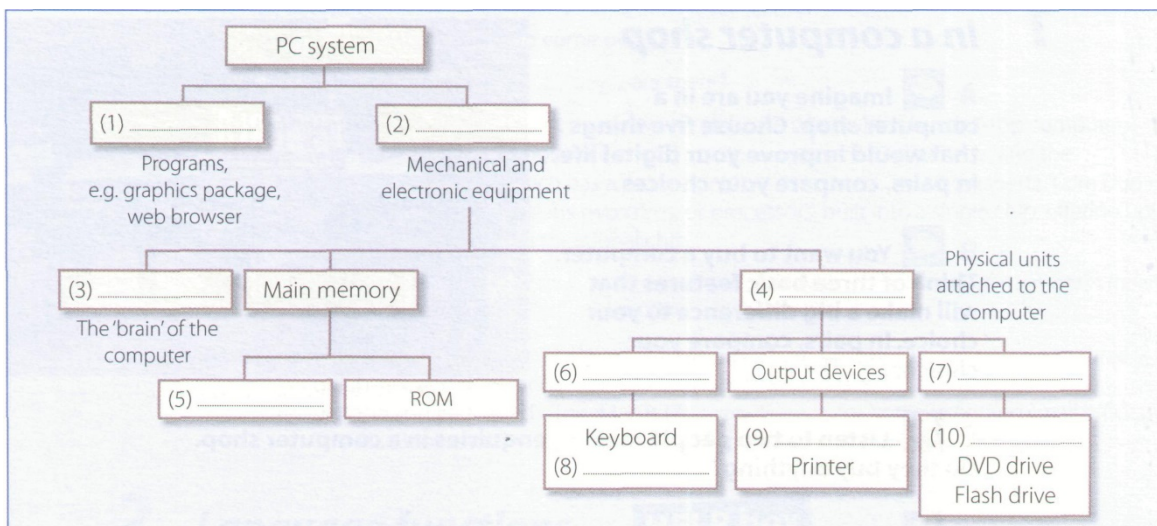 PC system
(1)
(2)
Programs,
e.g. graphics package,
web browser
Mechanical and
electronic equipment
(3)
Main memory
(4)
Physical units
attached to the
computer
The 'brain' of the
computer
(5)
ROM
(6)
Output devices
(7)
Keyboard
(8)
(9)
Printer
(10)
DVD drive
Flash drive